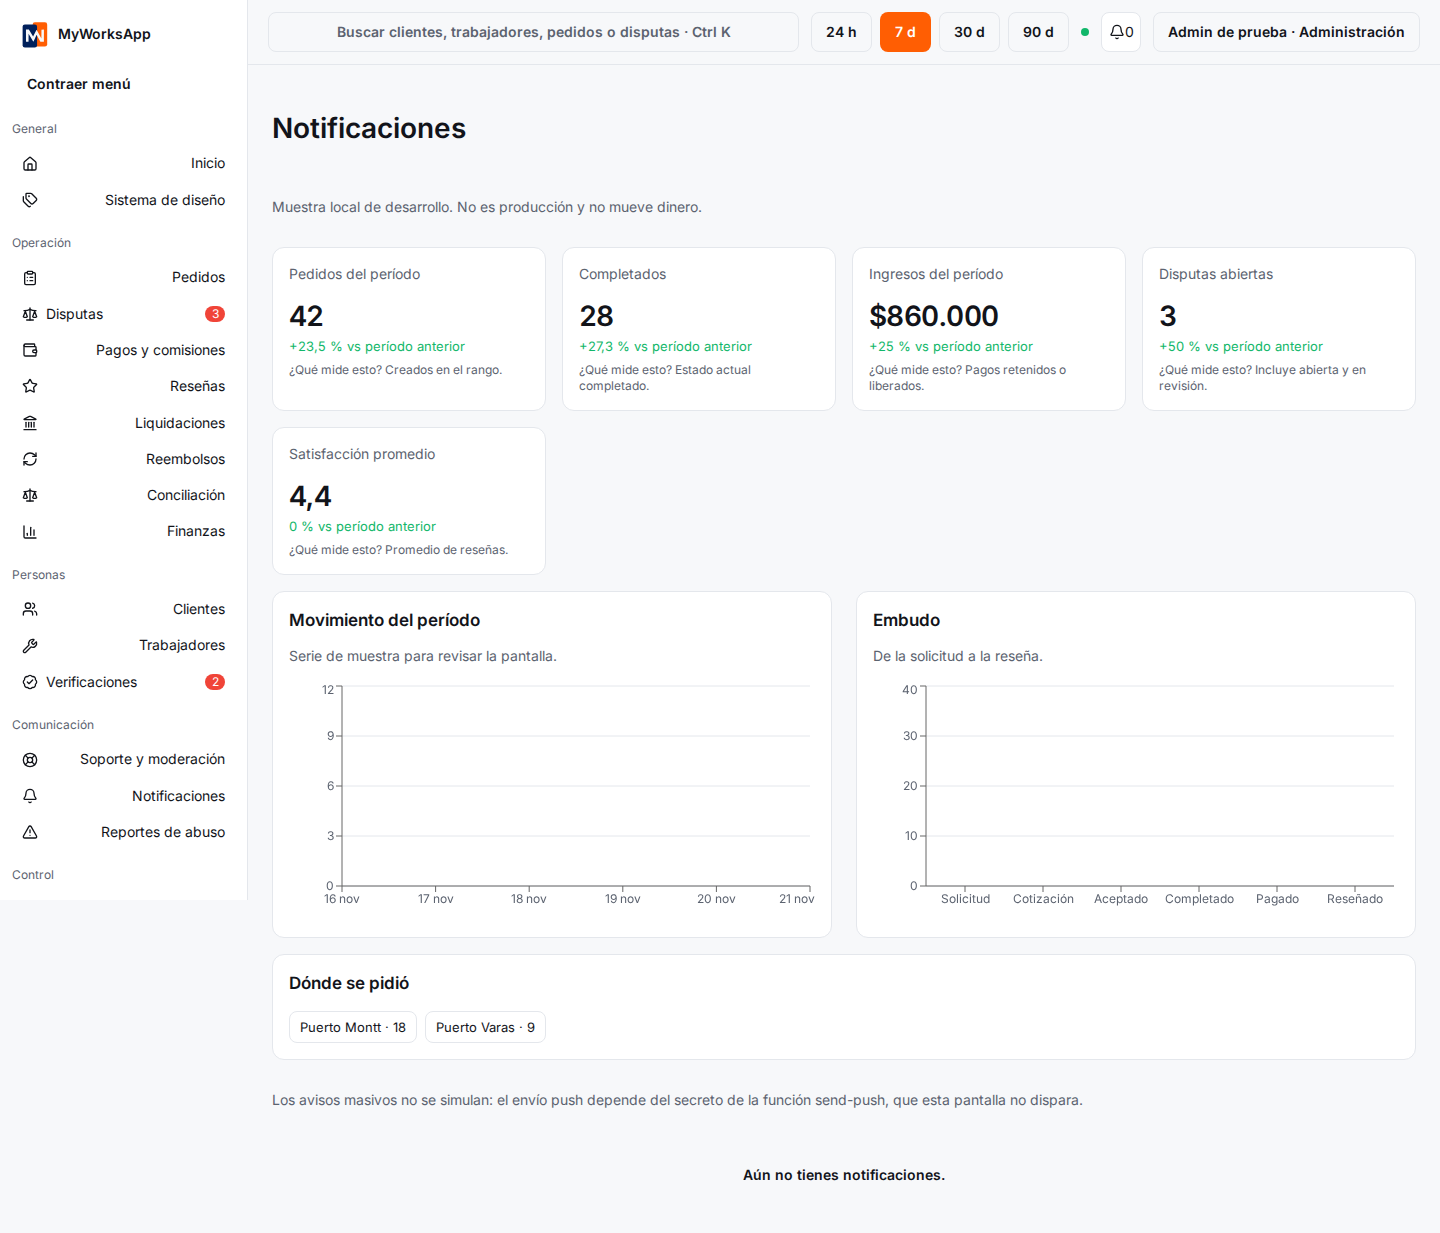 MyWorksApp
Contraer menú
General
Inicio
Sistema de diseño
Operación
Pedidos
Disputas 3
Pagos y comisiones
Reseñas
Liquidaciones
Reembolsos
Conciliación
Finanzas
Personas
Clientes
Trabajadores
Verificaciones 2
Comunicación
Soporte y moderación
Notificaciones
Reportes de abuso
Control
Buscar clientes, trabajadores, pedidos o disputas · Ctrl K
24 h
7 d
30 d
90 d
0
Admin de prueba · Administración
Notificaciones
Muestra local de desarrollo. No es producción y no mueve dinero.
Pedidos del período
42
+23,5 % vs período anterior
¿Qué mide esto? Creados en el rango.
Completados
28
+27,3 % vs período anterior
¿Qué mide esto? Estado actual
completado.
Ingresos del período
$860.000
+25 % vs período anterior
¿Qué mide esto? Pagos retenidos o
liberados.
Disputas abiertas
3
+50 % vs período anterior
¿Qué mide esto? Incluye abierta y en
revisión.
Satisfacción promedio
4,4
0 % vs período anterior
¿Qué mide esto? Promedio de reseñas.
Movimiento del período
Serie de muestra para revisar la pantalla.
12
9
6
3
0
16 nov 17 nov 18 nov 19 nov 20 nov 21 nov
Embudo
De la solicitud a la reseña.
40
30
20
10
0
Solicitud Cotización Aceptado Completado Pagado Reseñado
Dónde se pidió
Puerto Montt · 18
Puerto Varas · 9
Los avisos masivos no se simulan: el envío push depende del secreto de la función send-push, que esta pantalla no dispara.
Aún no tienes notificaciones.